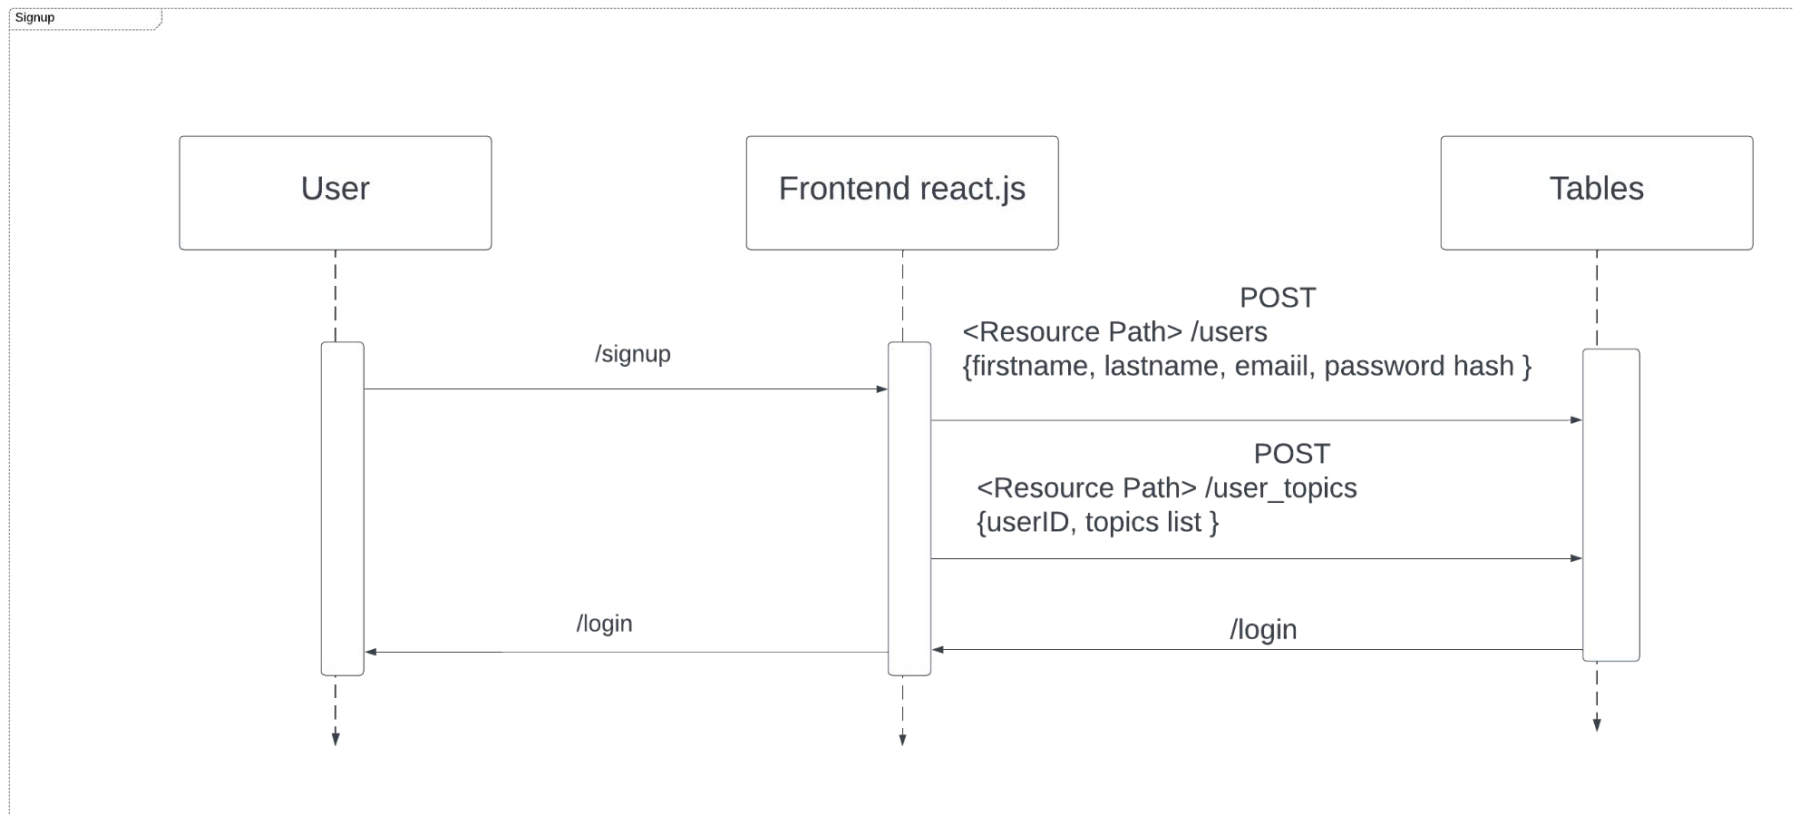 Signup
User
Frontend react.js
Tables
/signup
POST
<Resource Path> /users
{firstname, lastname, emaiil, password hash }
POST
<Resource Path> /user_topics
{userID, topics list }
/login
/login